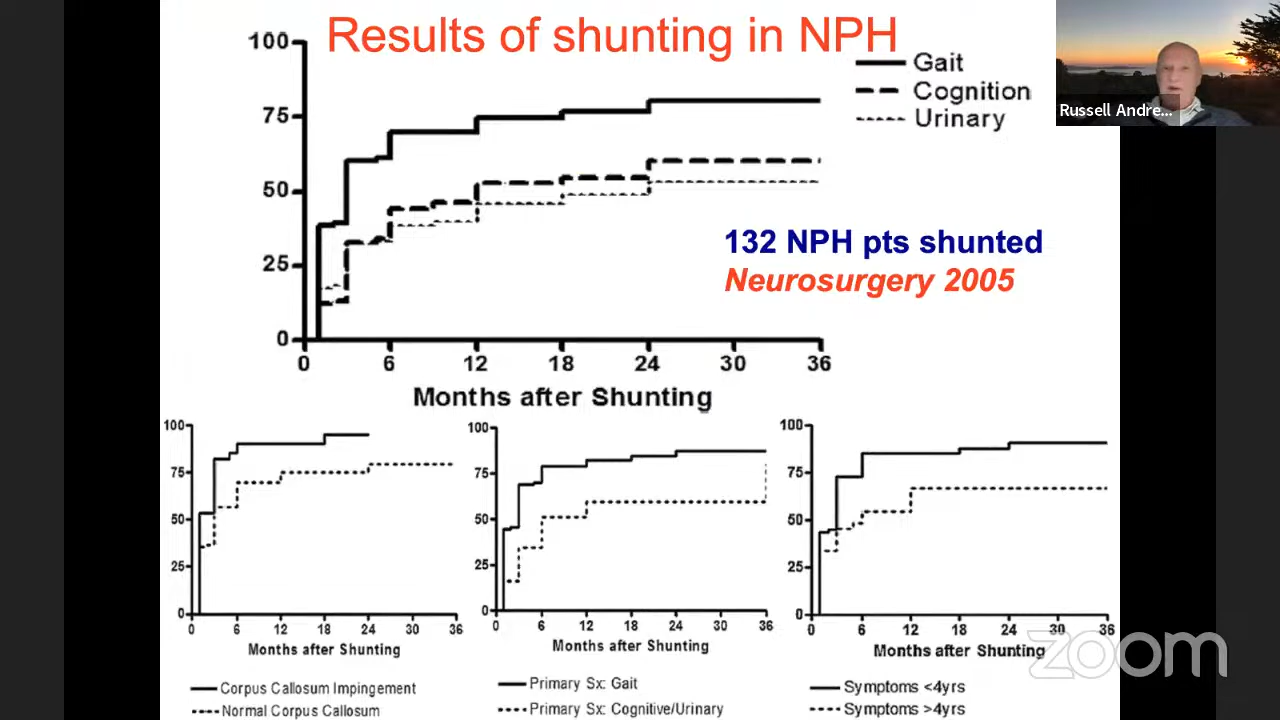 Results of shunting in NPH
100
75
50
25
0
0 6 12 18 24 30 36
Months after Shunting
Gait
Cognition
Urinary
132 NPH pts shunted
Neurosurgery 2005
Russell Andre...
100
75
50
25
0
0 6 12 18 24 30 36
Months after Shunting
Corpus Callosum Impingement
Normal Corpus Callosum
100
75
50
25
0
0 6 12 18 24 30 36
Months after Shunting
Primary Sx: Gait
Primary Sx: Cognitive/Urinary
100
75
50
25
0
0 6 12 18 24 30 36
Months after Shunting
Symptoms <4yrs
Symptoms >4yrs
zoom